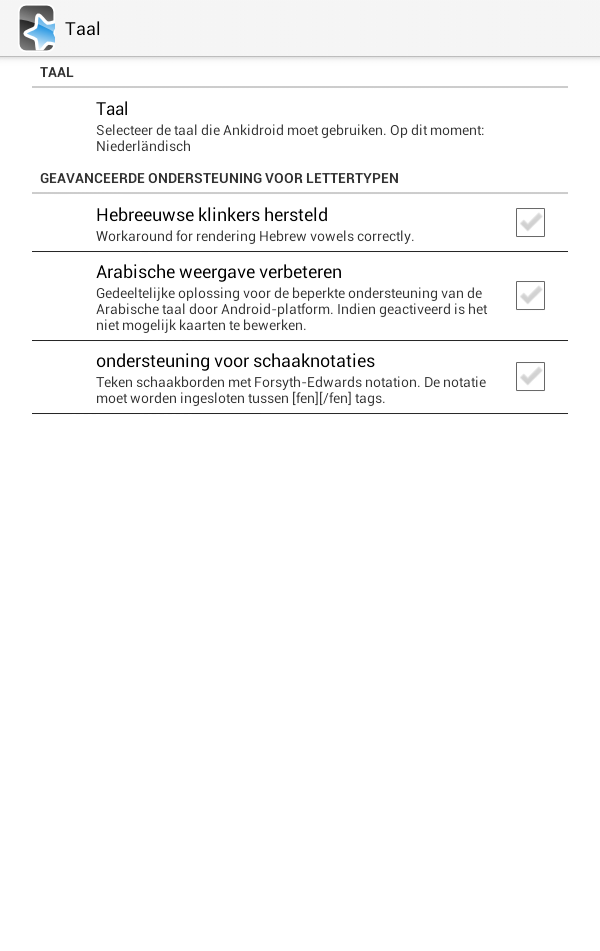 Taal
TAAL
Taal
Selecteer de taal die Ankidroid moet gebruiken. Op dit moment:
Niederländisch
GEAVANCEERDE ONDERSTEUNING VOOR LETTERTYPEN
Hebreeuwse klinkers hersteld
Workaround for rendering Hebrew vowels correctly.
Arabische weergave verbeteren
Gedeeltelijke oplossing voor de beperkte ondersteuning van de
Arabische taal door Android-platform. Indien geactiveerd is het
niet mogelijk kaarten te bewerken.
ondersteuning voor schaaknotaties
Teken schaakborden met Forsyth-Edwards notation. De notatie
moet worden ingesloten tussen [fen][/fen] tags.